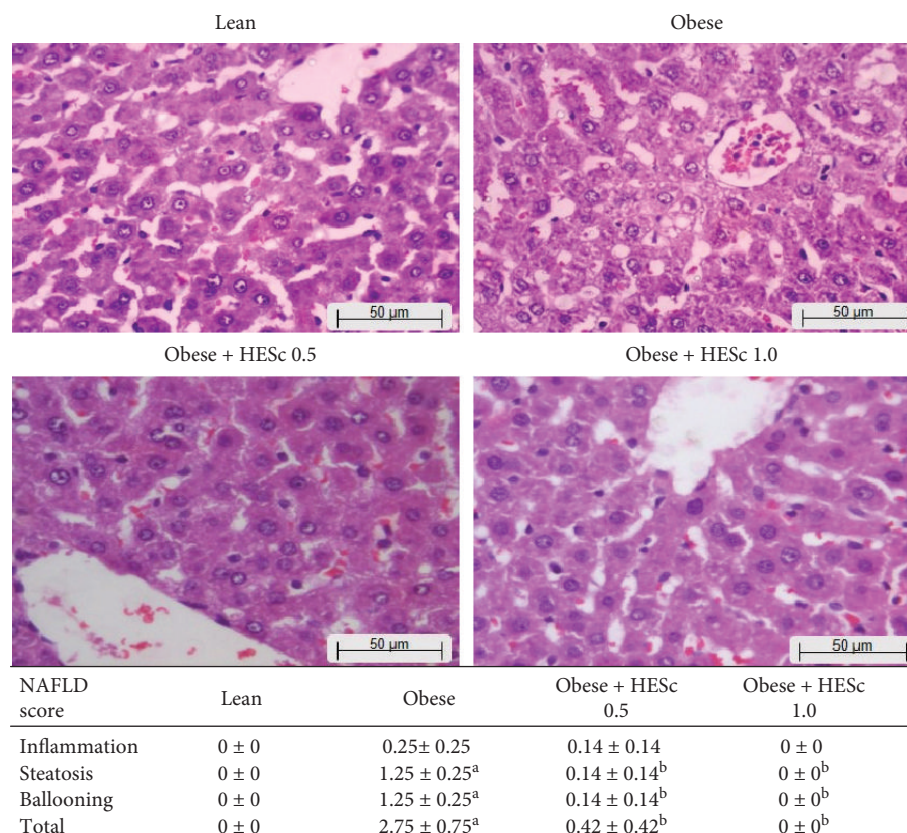 Lean
Obese
50 µm
50 µm
Obese + HESc 0.5
Obese + HESc 1.0
50 µm
50 µm
NAFLD score
Lean
Obese
Obese + HESc 0.5
Obese + HESc 1.0
Inflammation 0 ± 0 0.25± 0.25 0.14 ± 0.14 0 ± 0
Steatosis 0 ± 0 1.25 ± 0.25ᵃ 0.14 ± 0.14ᵇ 0 ± 0ᵇ
Ballooning 0 ± 0 1.25 ± 0.25ᵃ 0.14 ± 0.14ᵇ 0 ± 0ᵇ
Total 0 ± 0 2.75 ± 0.75ᵃ 0.42 ± 0.42ᵇ 0 ± 0ᵇ